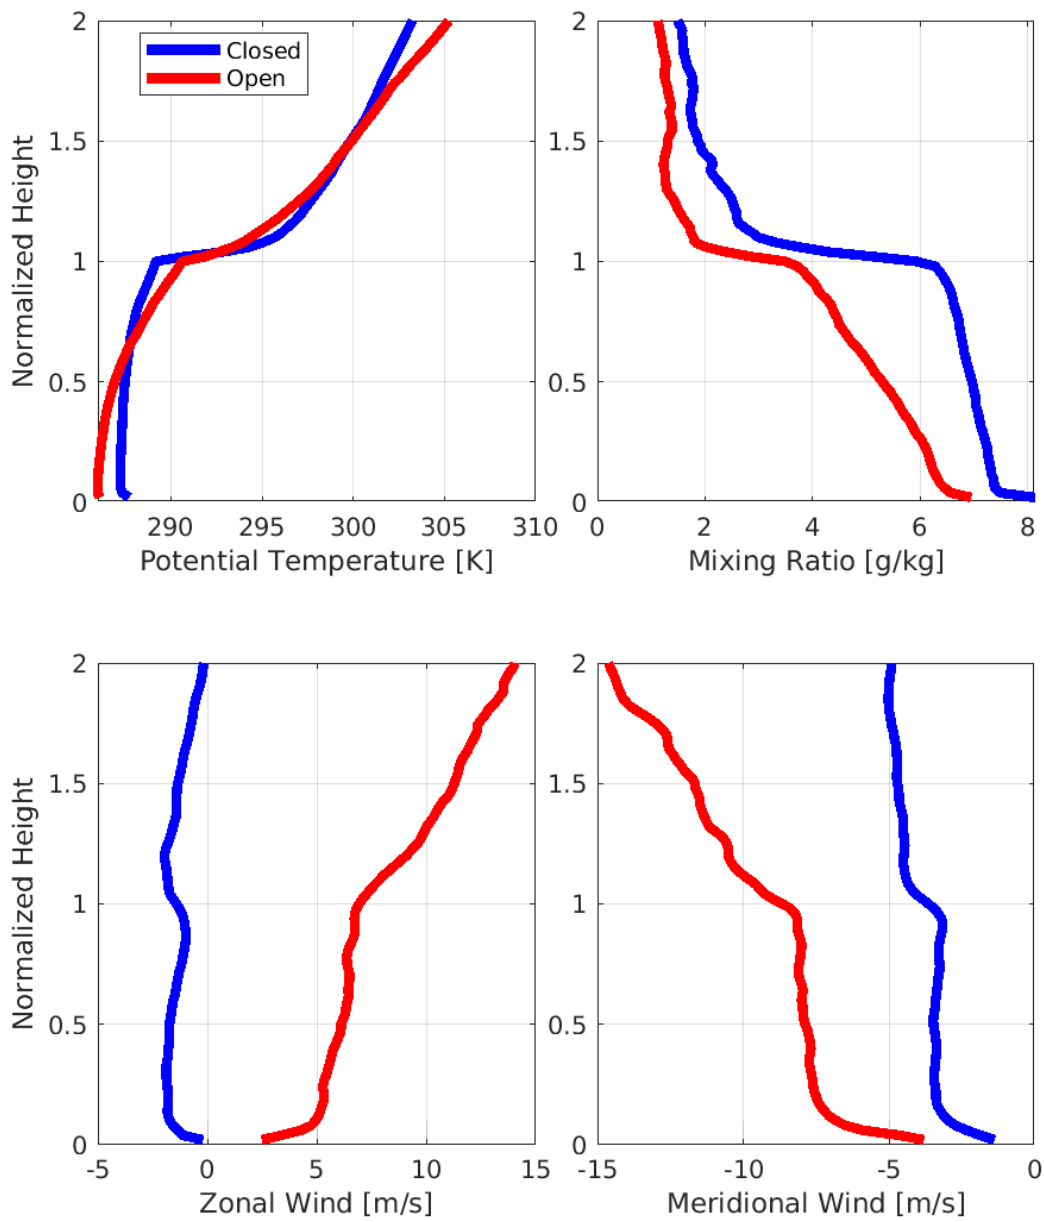 2
1.5
1
0.5
0
Normalized Height
Closed
Open
290 295 300 305 310
Potential Temperature [K]
2
1.5
1
0.5
0
0 2 4 6 8
Mixing Ratio [g/kg]
2
1.5
1
0.5
0
Normalized Height
-5 0 5 10 15
Zonal Wind [m/s]
2
1.5
1
0.5
0
-15 -10 -5 0
Meridional Wind [m/s]